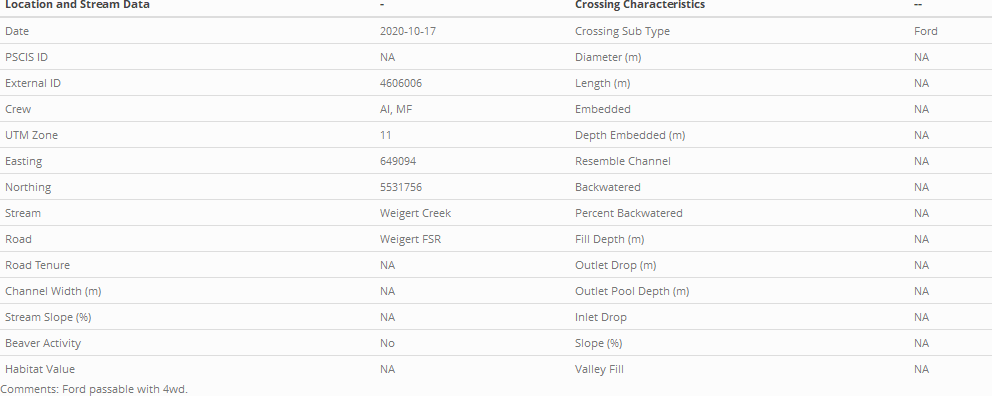 Location and Stream Data - Crossing Characteristics --
Date 2020-10-17 Crossing Sub Type Ford
PSCIS ID NA Diameter (m) NA
External ID 4606006 Length (m) NA
Crew AI, MF Embedded NA
UTM Zone 11 Depth Embedded (m) NA
Easting 649094 Resemble Channel NA
Northing 5531756 Backwatered NA
Stream Weigert Creek Percent Backwatered NA
Road Weigert FSR Fill Depth (m) NA
Road Tenure NA Outlet Drop (m) NA
Channel Width (m) NA Outlet Pool Depth (m) NA
Stream Slope (%) NA Inlet Drop NA
Beaver Activity No Slope (%) NA
Habitat Value NA Valley Fill NA
Comments: Ford passable with 4wd.